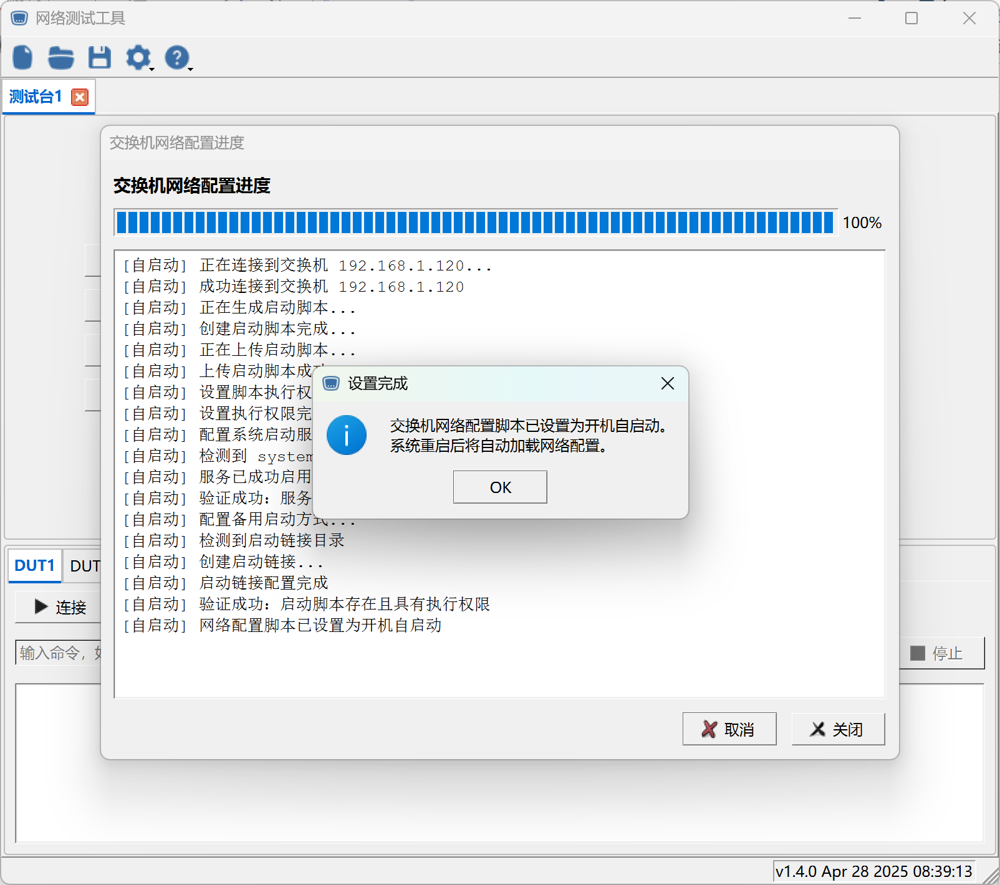 网络测试工具
测试台1
交换机网络配置进度
交换机网络配置进度
100%
[自启动] 正在连接到交换机 192.168.1.120...
[自启动] 成功连接到交换机 192.168.1.120
[自启动] 正在生成启动脚本...
[自启动] 创建启动脚本完成...
[自启动] 正在上传启动脚本...
[自启动] 上传启动脚本成
[自启动] 设置脚本执行权
[自启动] 设置执行权限完
[自启动] 配置系统启动服
[自启动] 检测到 system
[自启动] 服务已成功启用
[自启动] 验证成功：服务
[自启动] 配置备用启动方式...
[自启动] 检测到启动链接目录
[自启动] 创建启动链接...
[自启动] 启动链接配置完成
[自启动] 验证成功：启动脚本存在且具有执行权限
[自启动] 网络配置脚本已设置为开机自启动
设置完成
交换机网络配置脚本已设置为开机自启动。
系统重启后将自动加载网络配置。
OK
DUT1 DUT
连接
输入命令，
停止
取消 关闭
v1.4.0 Apr 28 2025 08:39:13